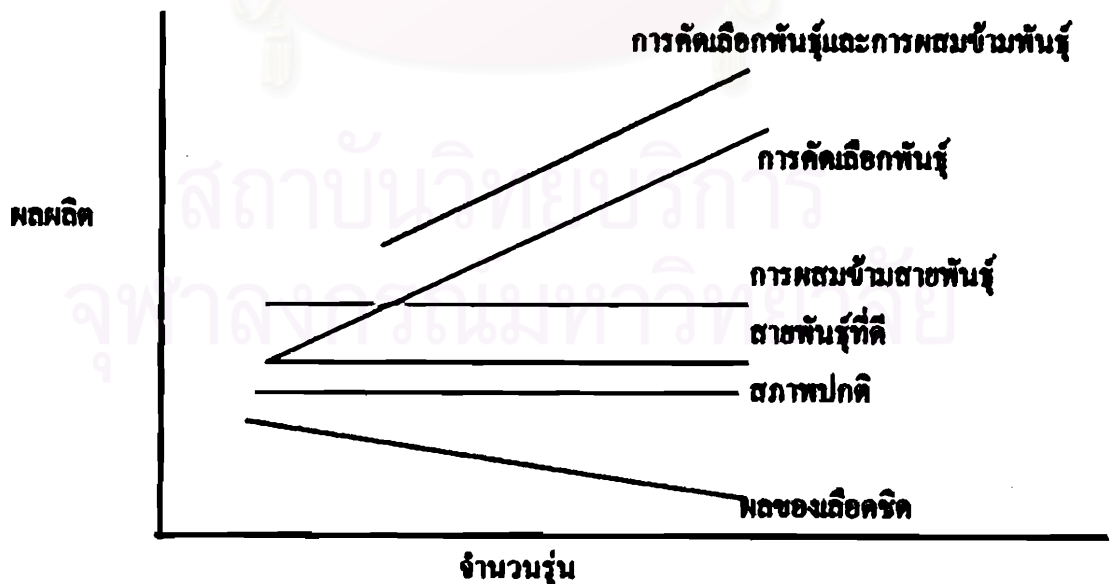 การคัดเลือกพันธุ์และการผสมข้ามพันธุ์
การคัดเลือกพันธุ์
ผลผลิต
การผสมข้ามสายพันธุ์
สายพันธุ์ที่ดี
สภาพปกติ
ผลของเลือดชิด
จำนวนรุ่น
สถาบันวิทยบริการ
จุฬาลงกรณ์มหาวิทยาลัย